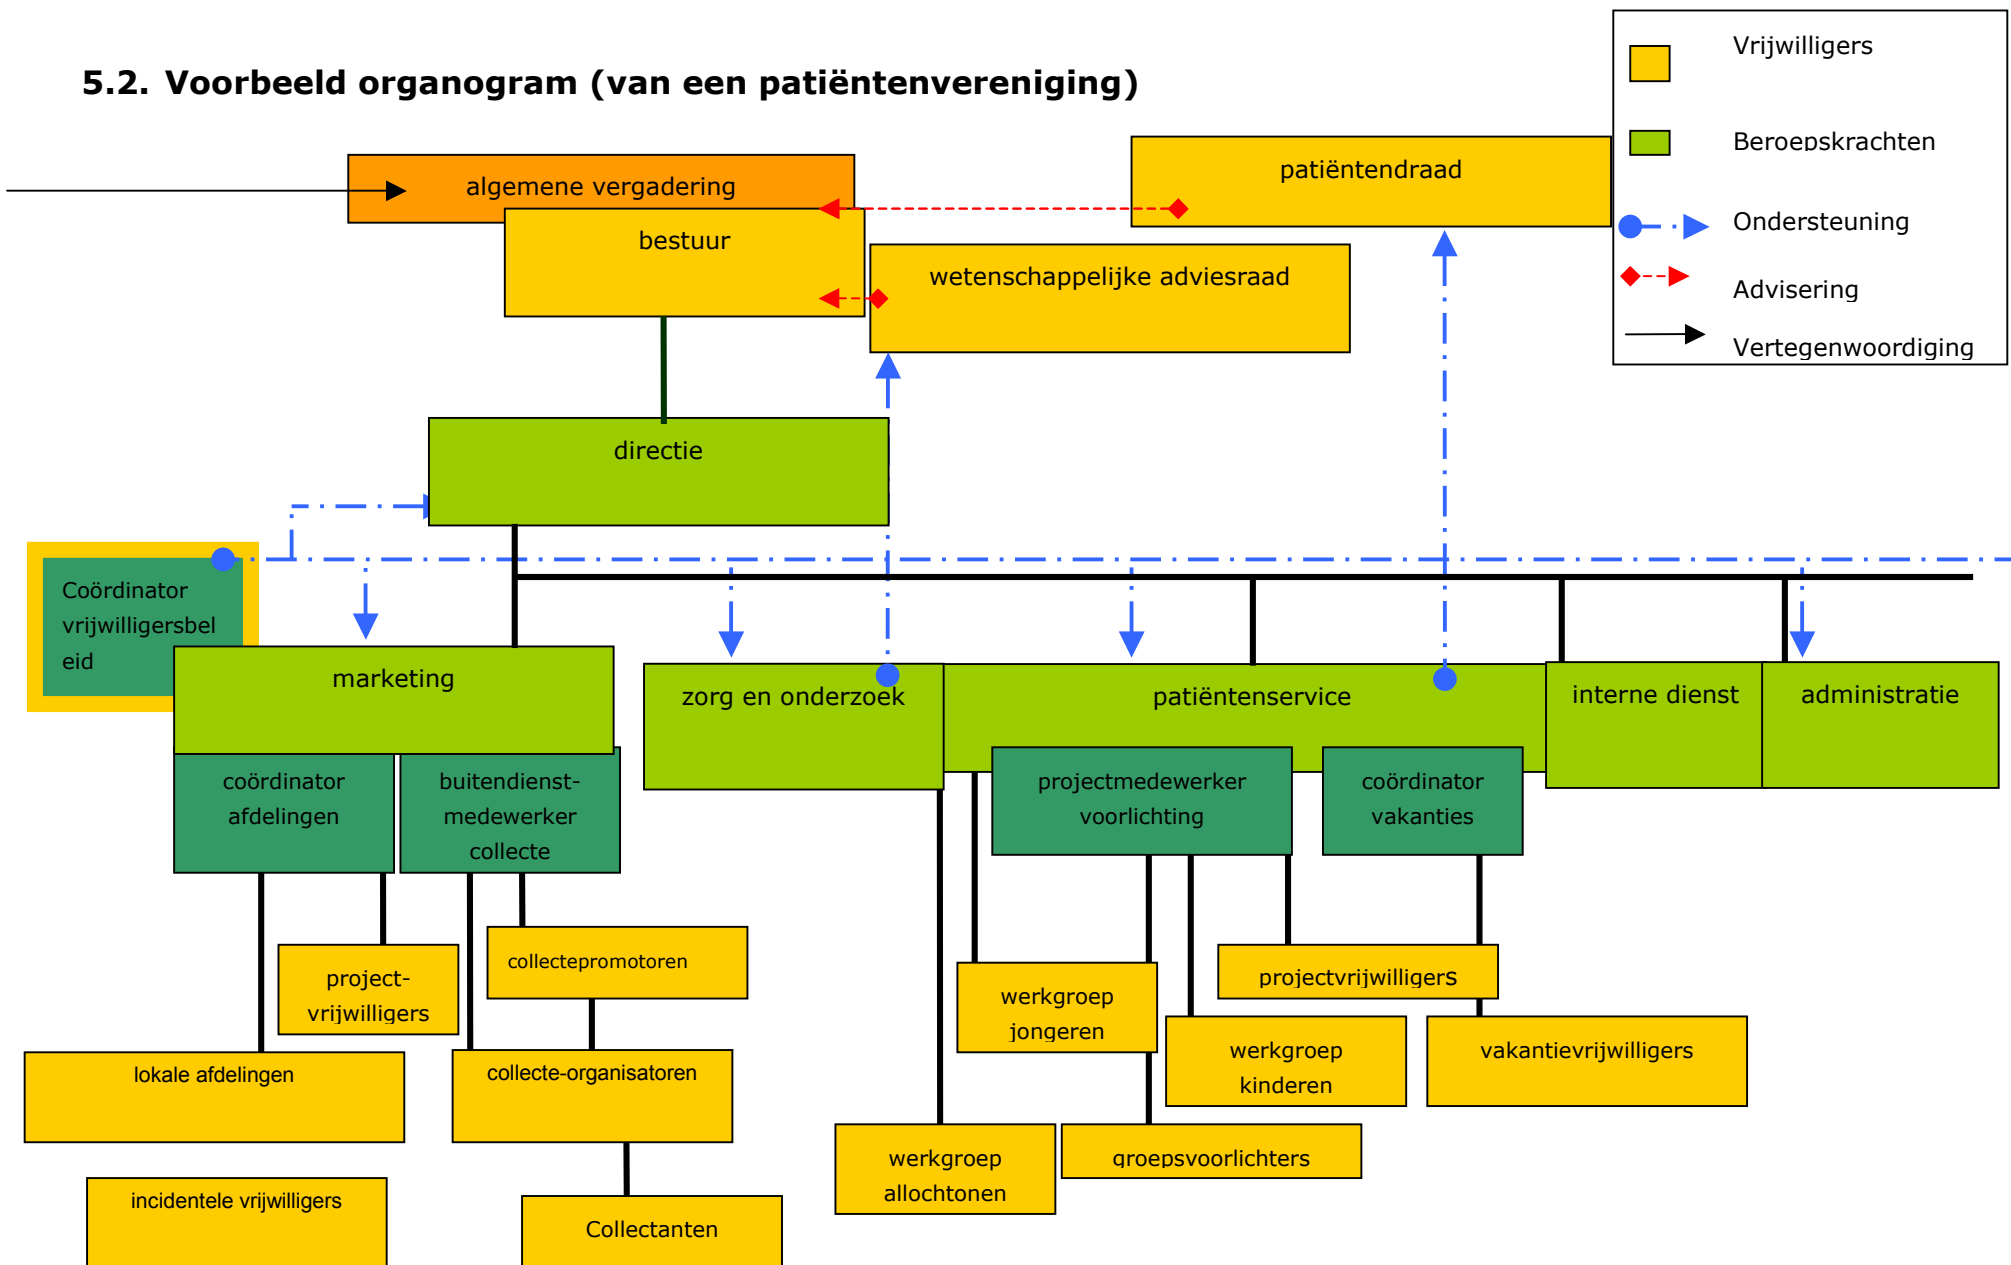 5.2. Voorbeeld organogram (van een patiëntenvereniging)
Vrijwilligers
Beroepskrachten
Ondersteuning
Advisering
Vertegenwoordiging
algemene vergadering
patiëntendraad
bestuur
wetenschappelijke adviesraad
directie
Coördinator
vrijwilligersbel
eid
marketing
zorg en onderzoek
patiëntenservice
interne dienst
administratie
coördinator
afdelingen
buitendienst-
medewerker
collecte
projectmedewerker
voorlichting
coördinator
vakanties
project-
vrijwilligers
collectepromotoren
werkgroep
jongeren
projectvrijwilligers
lokale afdelingen
collecte-organisatoren
werkgroep
kinderen
vakantievrijwilligers
incidentele vrijwilligers
Collectanten
werkgroep
allochtonen
groepsvoorlichters